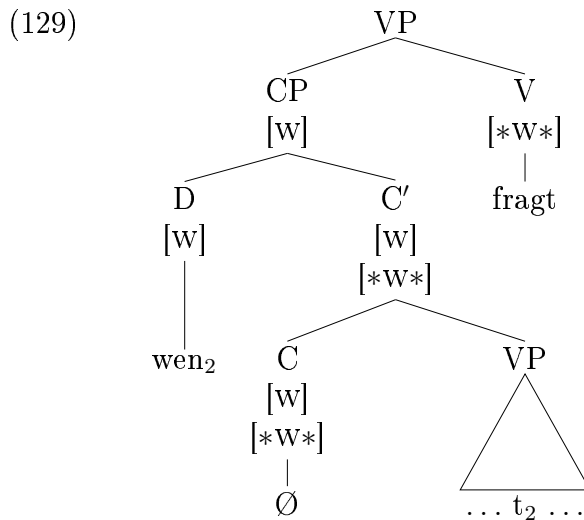 (129) VP
CP V
[w] [∗w∗]
D C′ fragt
[w] [w]
[∗w∗]
wen₂ C VP
[w]
[∗w∗]
Ø … t₂ …